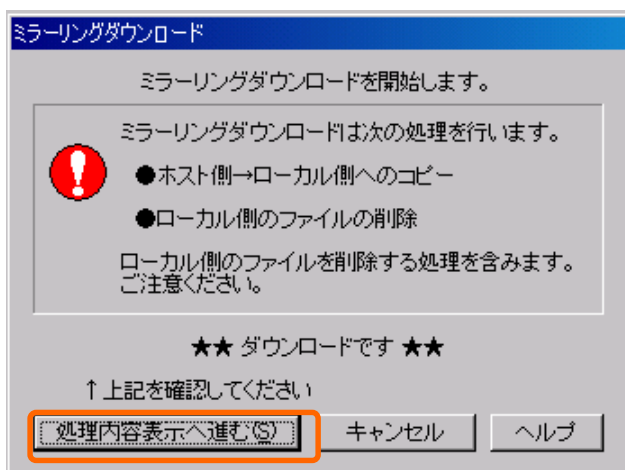 ミラーリングダウンロード
ミラーリングダウンロードを開始します。
ミラーリングダウンロードは次の処理を行います。
●ホスト側→ローカル側へのコピー
●ローカル側のファイルの削除
ローカル側のファイルを削除する処理を含みます。
ご注意ください。
★★ ダウンロードです ★★
↑上記を確認してください
処理内容表示へ進む(S) キャンセル ヘルプ